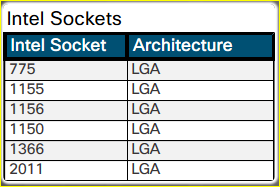 Intel Sockets
Intel Socket Architecture
775 LGA
1155 LGA
1156 LGA
1150 LGA
1366 LGA
2011 LGA